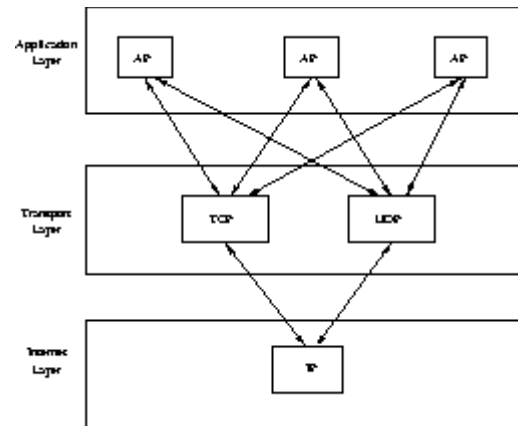 Application
Layer
AP AP AP
Transport
Layer
TCP UDP
Internet
Layer
IP